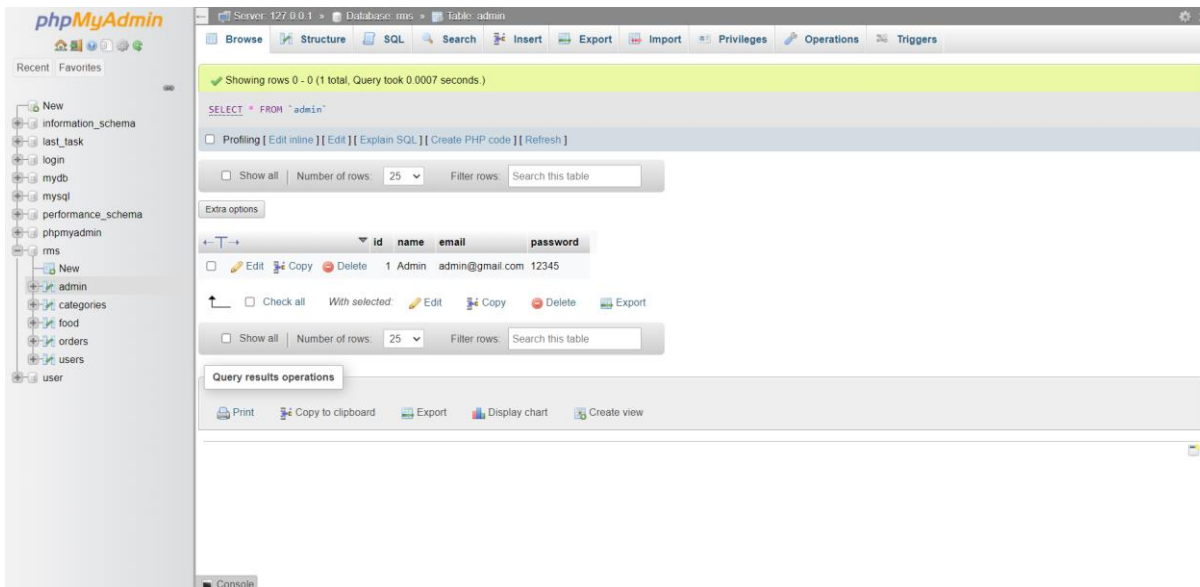 phpMyAdmin
Recent Favorites
New
information_schema
last_task
login
mydb
mysql
performance_schema
phpmyadmin
rms
New
admin
categories
food
orders
users
user
Server: 127.0.0.1 » Database: rms » Table: admin
Browse Structure SQL Search Insert Export Import Privileges Operations Triggers
Showing rows 0 - 0 (1 total, Query took 0.0007 seconds.)
SELECT * FROM `admin`
Profiling [ Edit inline ] [ Edit ] [ Explain SQL ] [ Create PHP code ] [ Refresh ]
Show all | Number of rows: 25 Filter rows: Search this table
Extra options
←T→ id name email password
Edit Copy Delete 1 Admin admin@gmail.com 12345
Check all With selected: Edit Copy Delete Export
Show all | Number of rows: 25 Filter rows: Search this table
Query results operations
Print Copy to clipboard Export Display chart Create view
Console